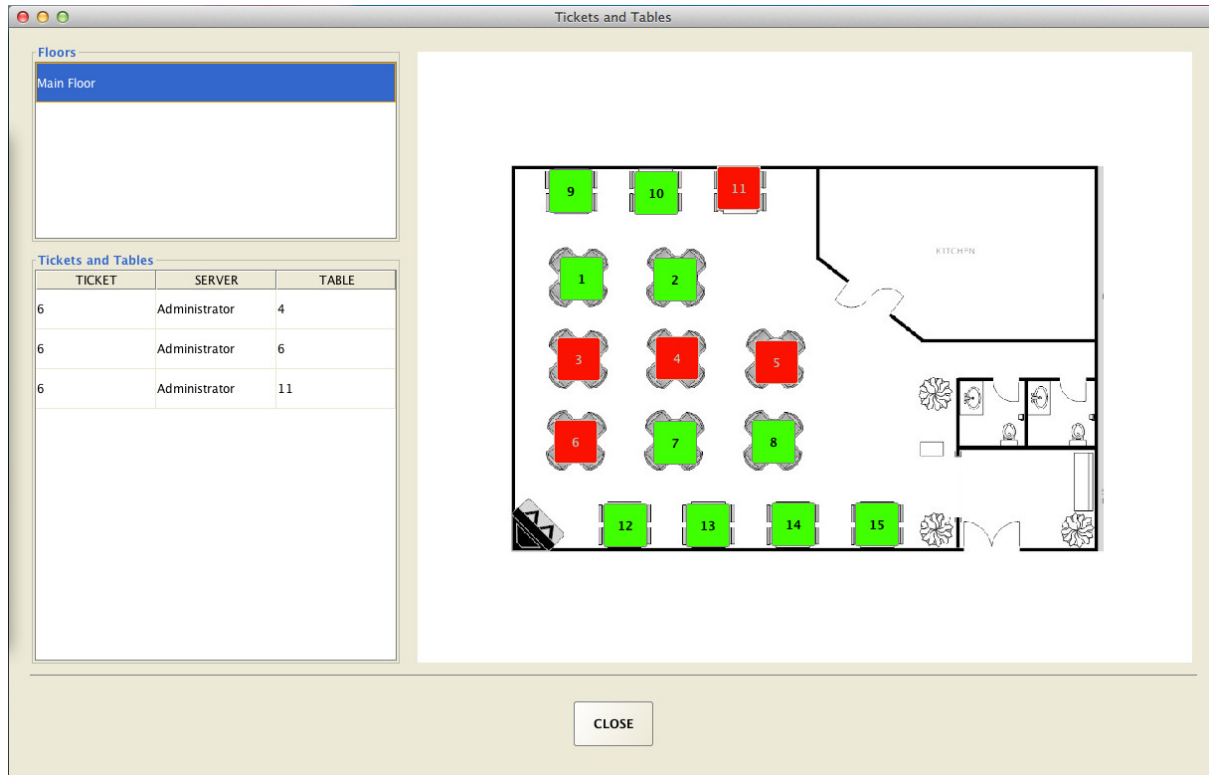 Tickets and Tables
Floors
Main Floor
Tickets and Tables
TICKET SERVER TABLE
6 Administrator 4
6 Administrator 6
6 Administrator 11
9 10 11
KITCHEN
1 2
3 4 5
6 7 8
12 13 14 15
CLOSE